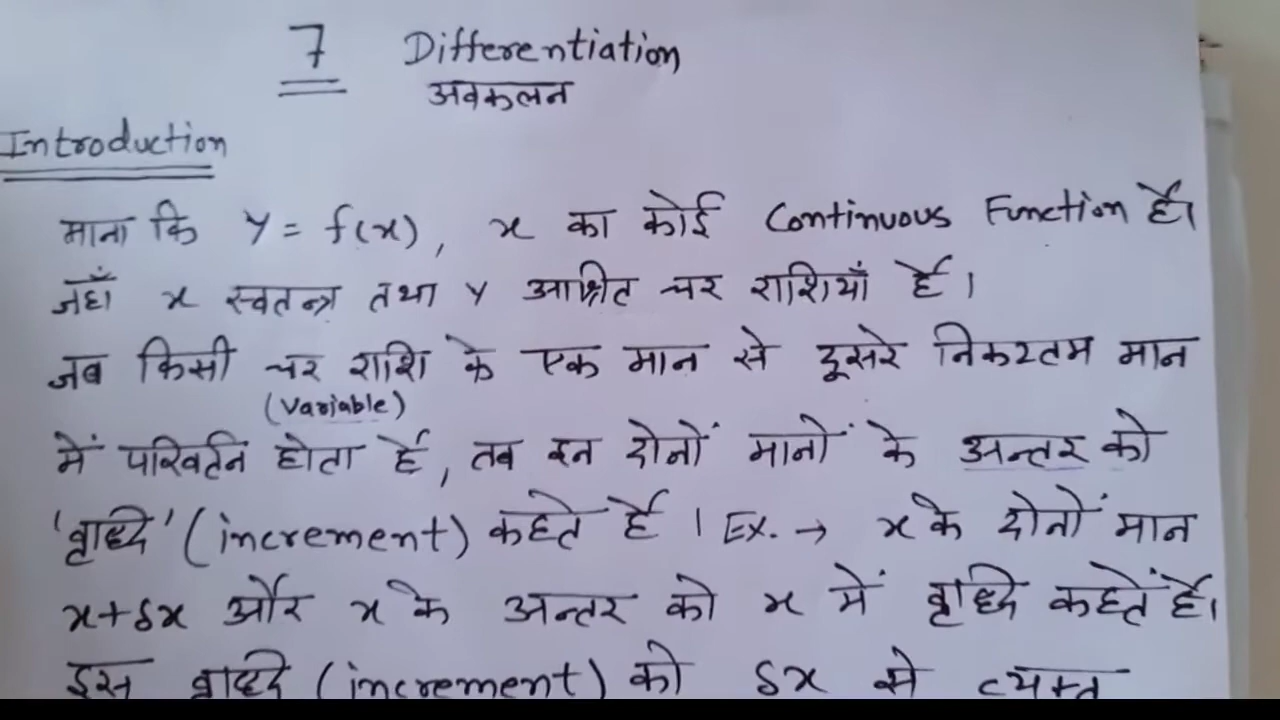 7 Differentiation
अवकलन
Introduction
माना कि y = f(x), x का कोई Continuous Function है।
जहाँ x स्वतन्त्र तथा y आश्रित चर राशियाँ हैं।
जब किसी चर राशि के एक मान से दूसरे निकटतम मान
(Variable)
में परिवर्तन होता है, तब इन दोनों मानों के अन्तर को
'वृद्धि' (increment) कहते हैं। Ex. → x के दोनों मान
x+δx और x के अन्तर को x में वृद्धि कहतें हैं।
इस वृद्धि (increment) को δx से व्यक्त